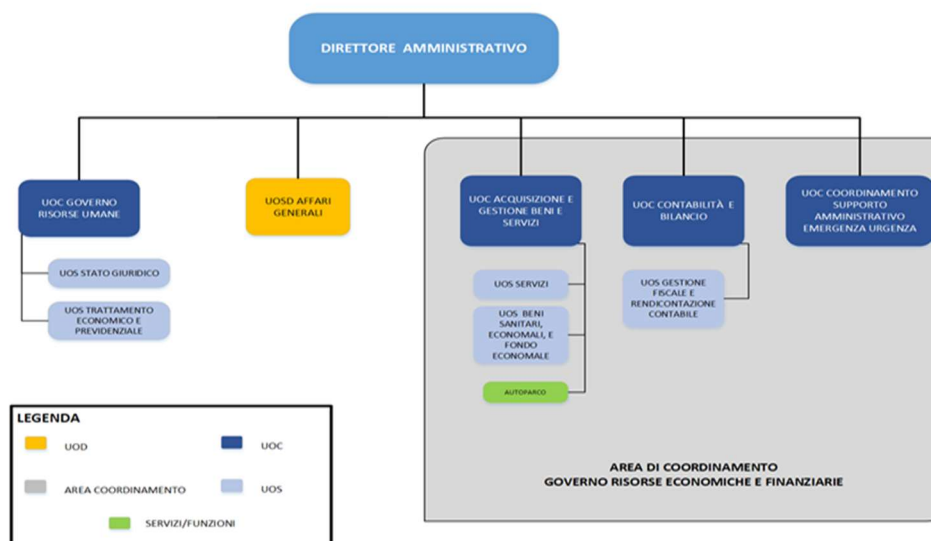 DIRETTORE AMMINISTRATIVO
UOC GOVERNO
RISORSE UMANE
UOSD AFFARI
GENERALI
UOC ACQUISIZIONE E
GESTIONE BENI E
SERVIZI
UOC CONTABILITÀ E
BILANCIO
UOC COORDINAMENTO
SUPPORTO
AMMINISTRATIVO
EMERGENZA URGENZA
UOS STATO GIURIDICO
UOS TRATTAMENTO
ECONOMICO E
PREVIDENZIALE
UOS SERVIZI
UOS BENI
SANITARI,
ECONOMALI, E
FONDO
ECONOMALE
AUTOPARCO
UOS GESTIONE
FISCALE E
RENDICONTAZIONE
CONTABILE
AREA DI COORDINAMENTO
GOVERNO RISORSE ECONOMICHE E FINANZIARIE
LEGENDA
UOD
UOC
AREA COORDINAMENTO
UOS
SERVIZI/FUNZIONI